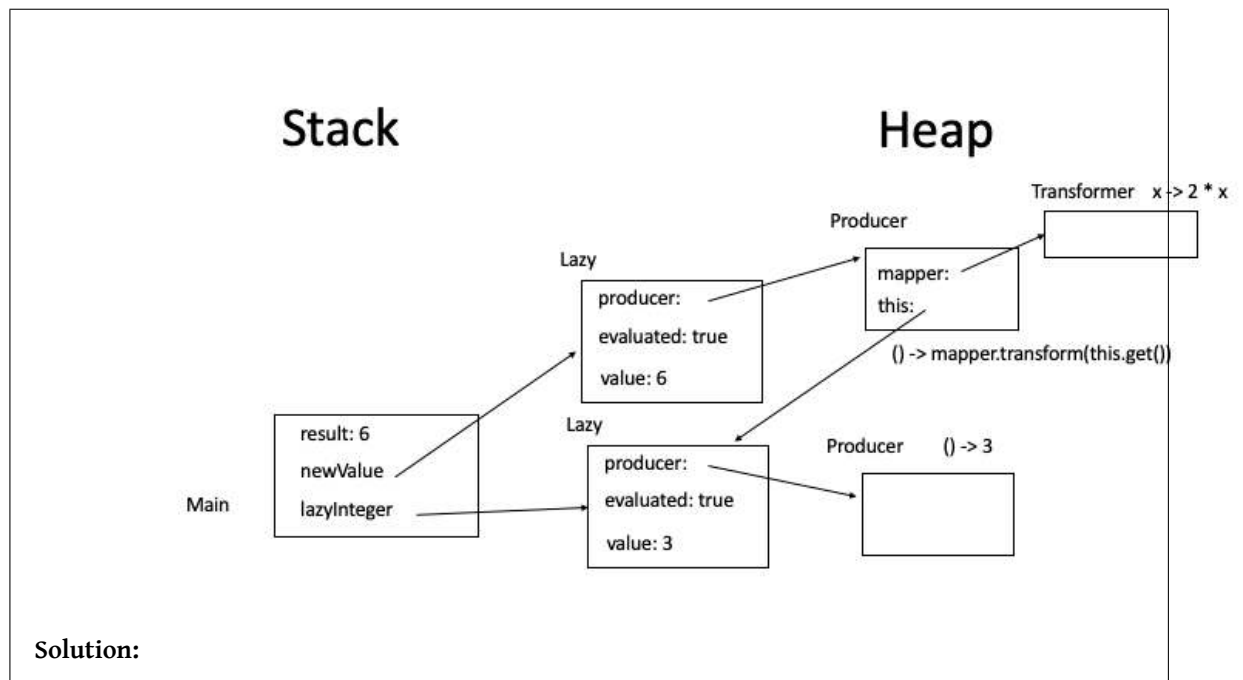 Stack
Heap
Transformer x -> 2 * x
Producer
mapper:
this:
() -> mapper.transform(this.get())
Lazy
producer:
evaluated: true
value: 6
Lazy
producer:
evaluated: true
value: 3
Producer () -> 3
Main
result: 6
newValue
lazyInteger
Solution: